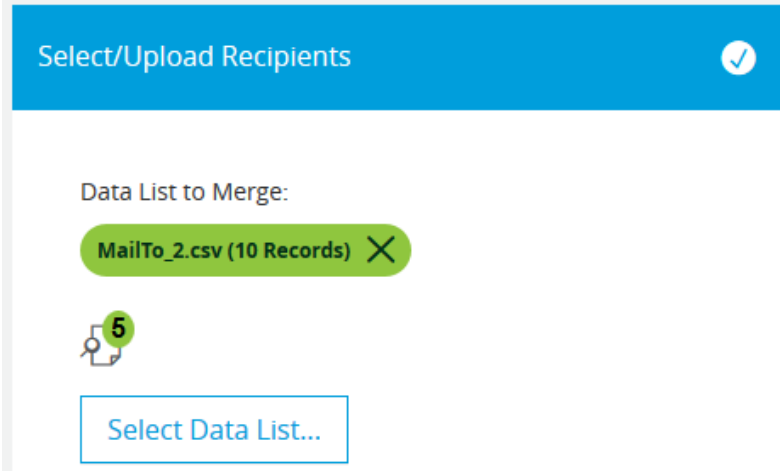 Select/Upload Recipients
Data List to Merge:
MailTo_2.csv (10 Records)
5
Select Data List...